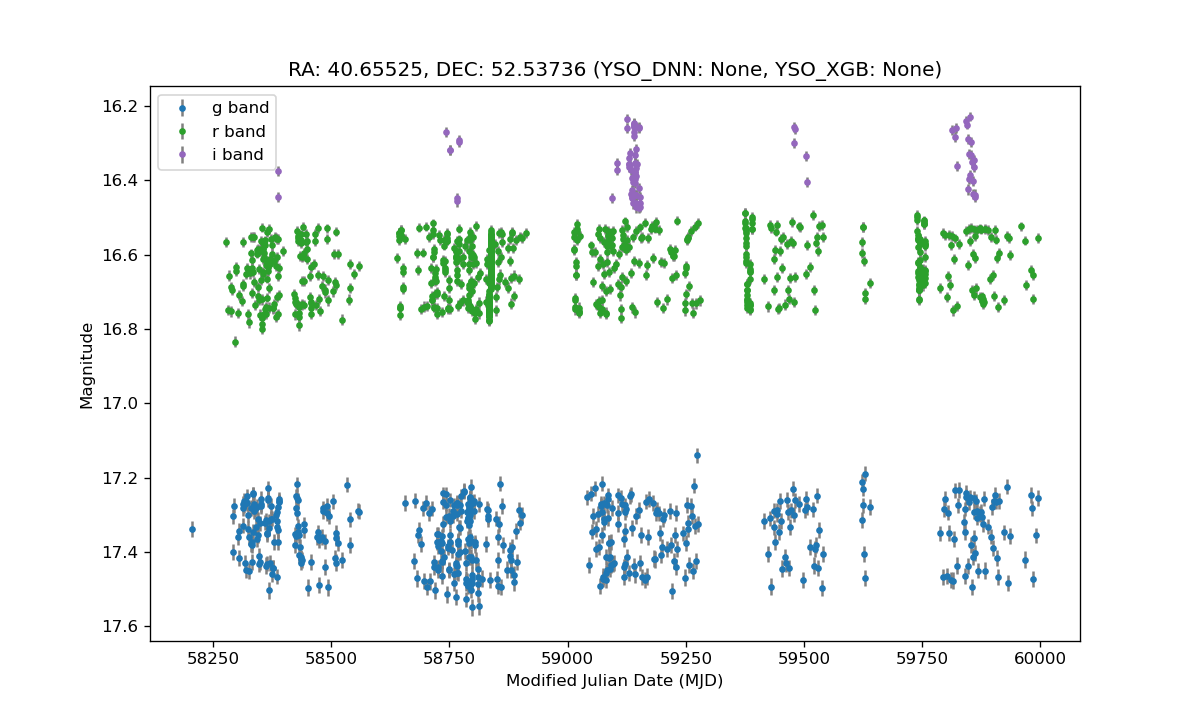 RA: 40.65525, DEC: 52.53736 (YSO_DNN: None, YSO_XGB: None)
g band
r band
i band
16.2
16.4
16.6
16.8
17.0
17.2
17.4
17.6
Magnitude
58250 58500 58750 59000 59250 59500 59750 60000
Modified Julian Date (MJD)